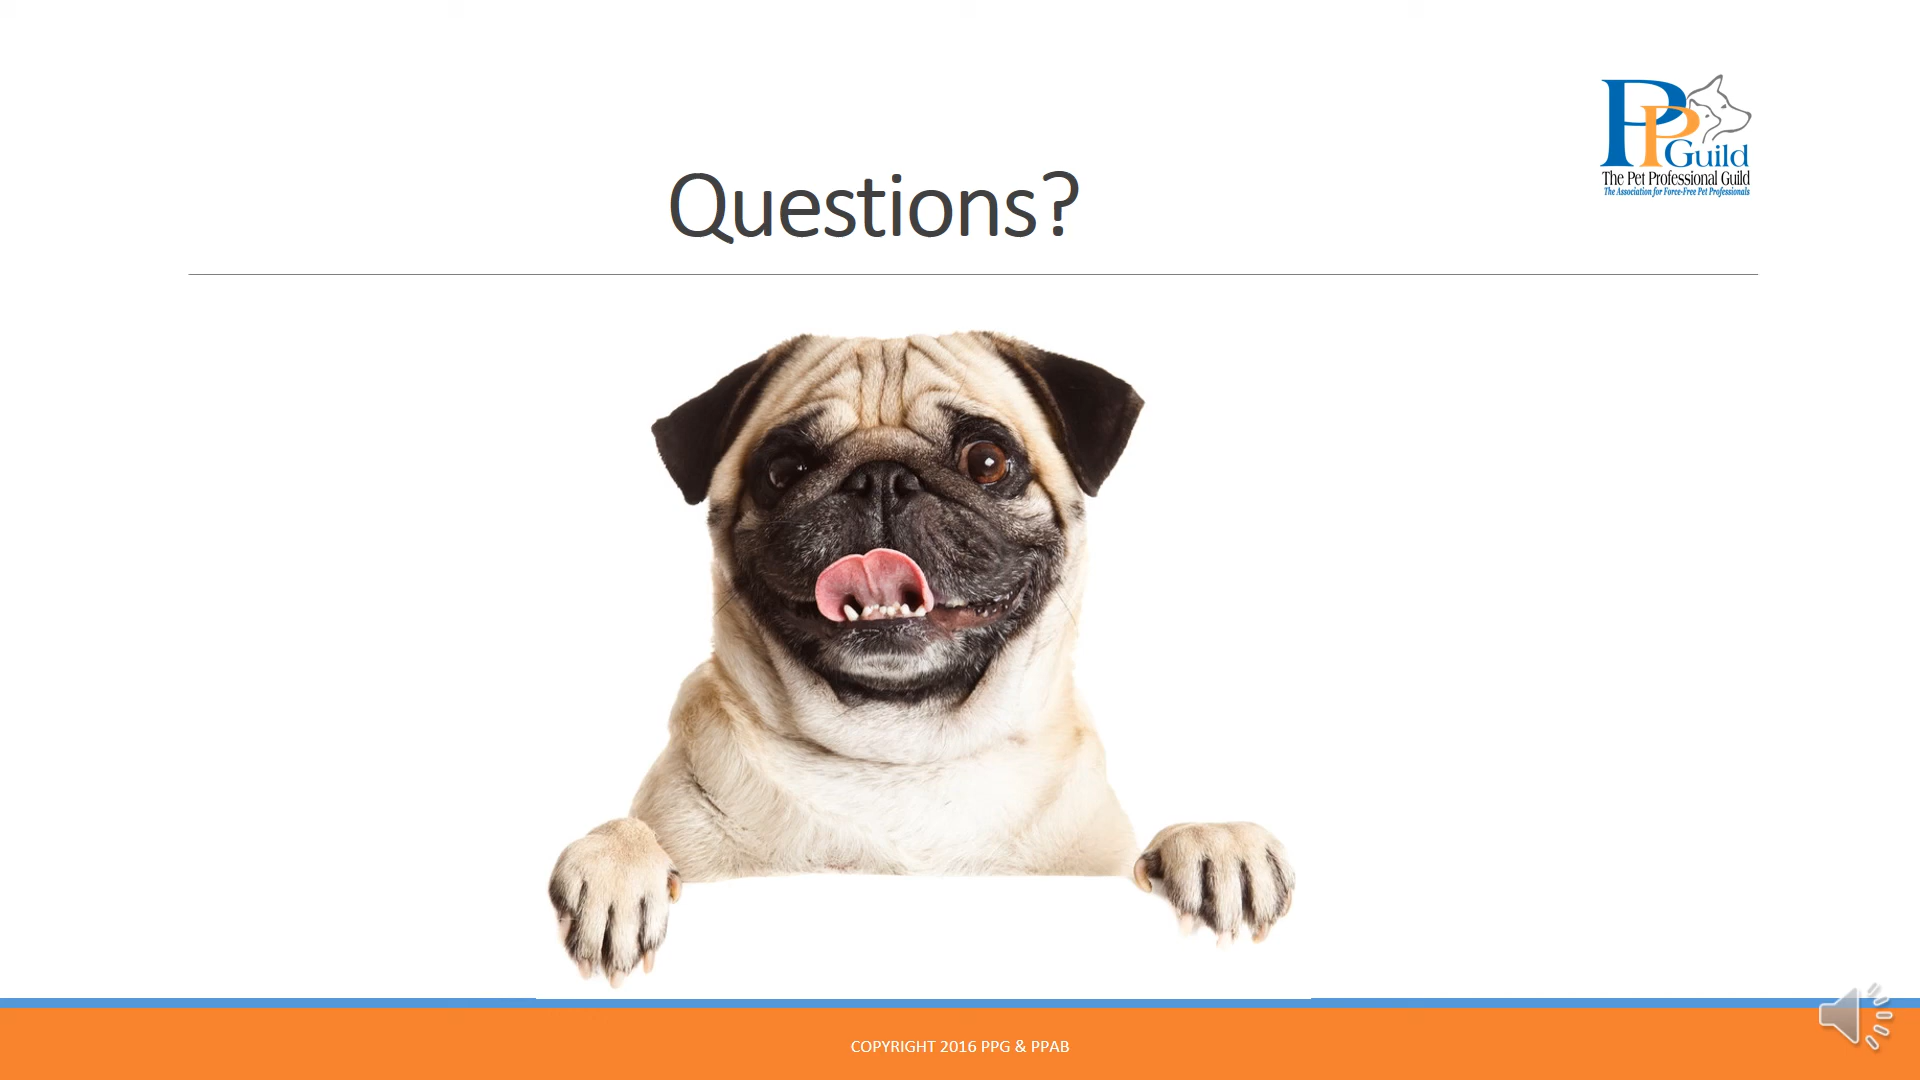 PP
Guild
The Pet Professional Guild
The Association for Force-Free Pet Professionals
Questions?
COPYRIGHT 2016 PPG & PPAB